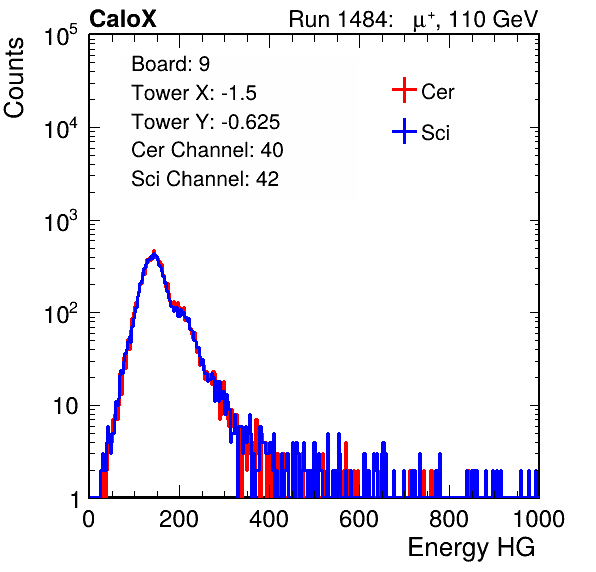 CaloX Run 1484: μ⁺, 110 GeV
Counts
10⁵
10⁴
10³
10²
10
1
Board: 9
Tower X: -1.5
Tower Y: -0.625
Cer Channel: 40
Sci Channel: 42
Cer
Sci
0 200 400 600 800 1000
Energy HG